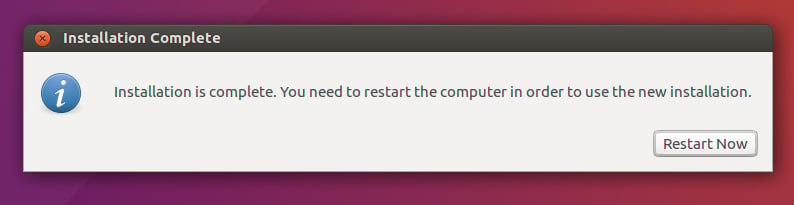 Installation Complete
Installation is complete. You need to restart the computer in order to use the new installation.
Restart Now